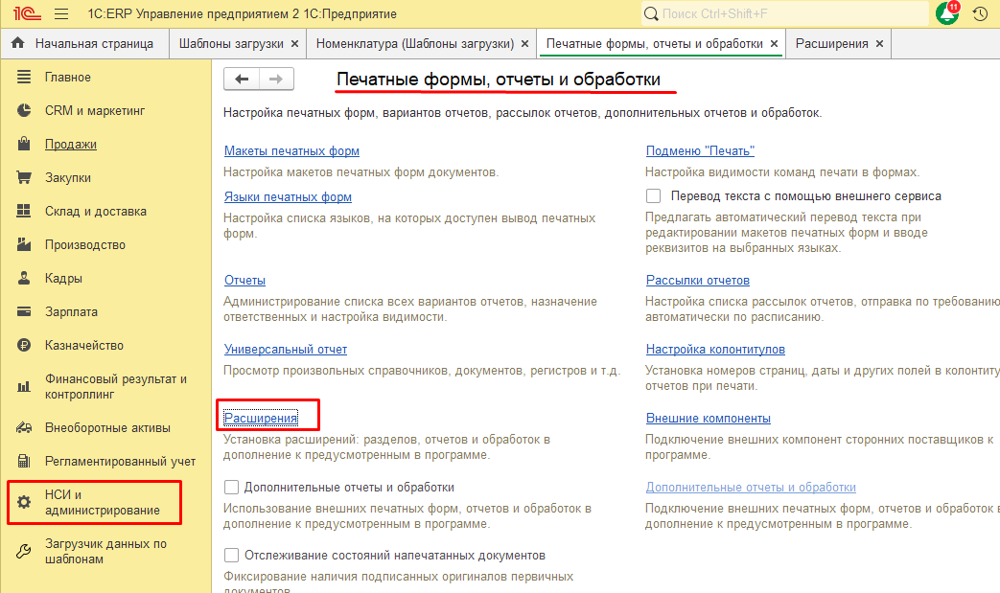 1С:ERP Управление предприятием 2 1С:Предприятие
Поиск Ctrl+Shift+F
11
Начальная страница
Шаблоны загрузки ×
Номенклатура (Шаблоны загрузки) ×
Печатные формы, отчеты и обработки ×
Расширения ×
Главное
CRM и маркетинг
Продажи
Закупки
Склад и доставка
Производство
Кадры
Зарплата
Казначейство
Финансовый результат и
контроллинг
Внеоборотные активы
Регламентированный учет
НСИ и
администрирование
Загрузчик данных по
шаблонам
Печатные формы, отчеты и обработки
Настройка печатных форм, вариантов отчетов, рассылок отчетов, дополнительных отчетов и обработок.
Макеты печатных форм
Настройка макетов печатных форм документов.
Языки печатных форм
Настройка списка языков, на которых доступен вывод печатных
форм.
Отчеты
Администрирование списка всех вариантов отчетов, назначение
ответственных и настройка видимости.
Универсальный отчет
Просмотр произвольных справочников, документов, регистров и т.д.
Расширения
Установка расширений: разделов, отчетов и обработок в
дополнение к предусмотренным в программе.
Дополнительные отчеты и обработки
Использование внешних печатных форм, отчетов и обработок в
дополнение к предусмотренным в программе.
Отслеживание состояний напечатанных документов
Фиксирование наличия подписанных оригиналов первичных
документов.
Подменю "Печать"
Настройка видимости команд печати в формах.
Перевод текста с помощью внешнего сервиса
Предлагать автоматический перевод текста при
редактировании макетов печатных форм и вводе
реквизитов на выбранных языках.
Рассылки отчетов
Настройка списка рассылок отчетов, отправка по требованию
автоматически по расписанию.
Настройка колонтитулов
Установка номеров страниц, даты и других полей в колонтиту
отчетов при печати.
Внешние компоненты
Подключение внешних компонент сторонних поставщиков к
программе.
Дополнительные отчеты и обработки
Подключение внешних печатных форм, отчетов и обработок в
дополнение к предусмотренным в программе.